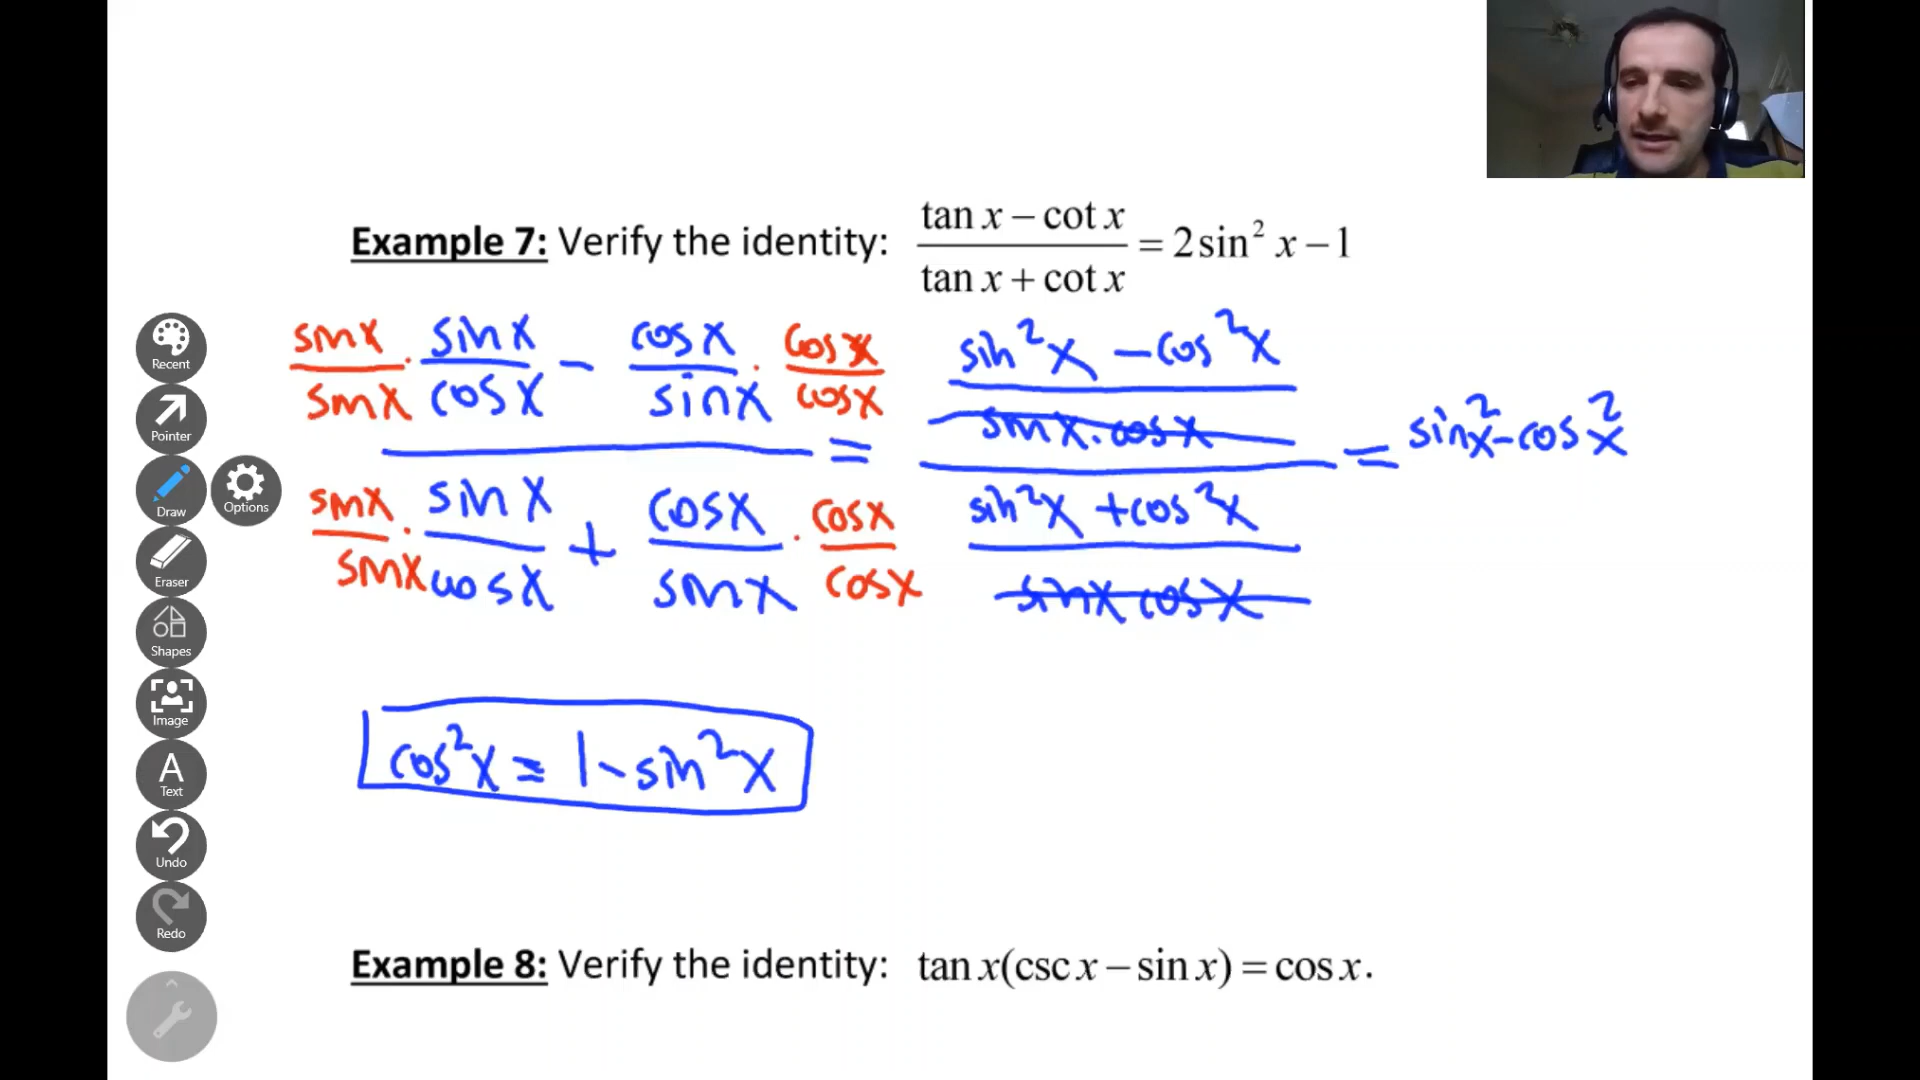 Example 7: Verify the identity: (tan x − cot x)/(tan x + cot x) = 2 sin² x − 1
sinx/sinx · sinx/cosx − cosx/sinx · cosx/cosx
sinx/sinx · sinx/cosx + cosx/sinx · cosx/cosx
=
sin²x − cos²x
sinx · cosx
sin²x + cos²x
sinx cosx
= sin²x − cos²x
cos²x = 1 − sin²x
Example 8: Verify the identity: tan x(csc x − sin x) = cos x.
Recent
Pointer
Draw
Options
Eraser
Shapes
Image
A
Text
Undo
Redo